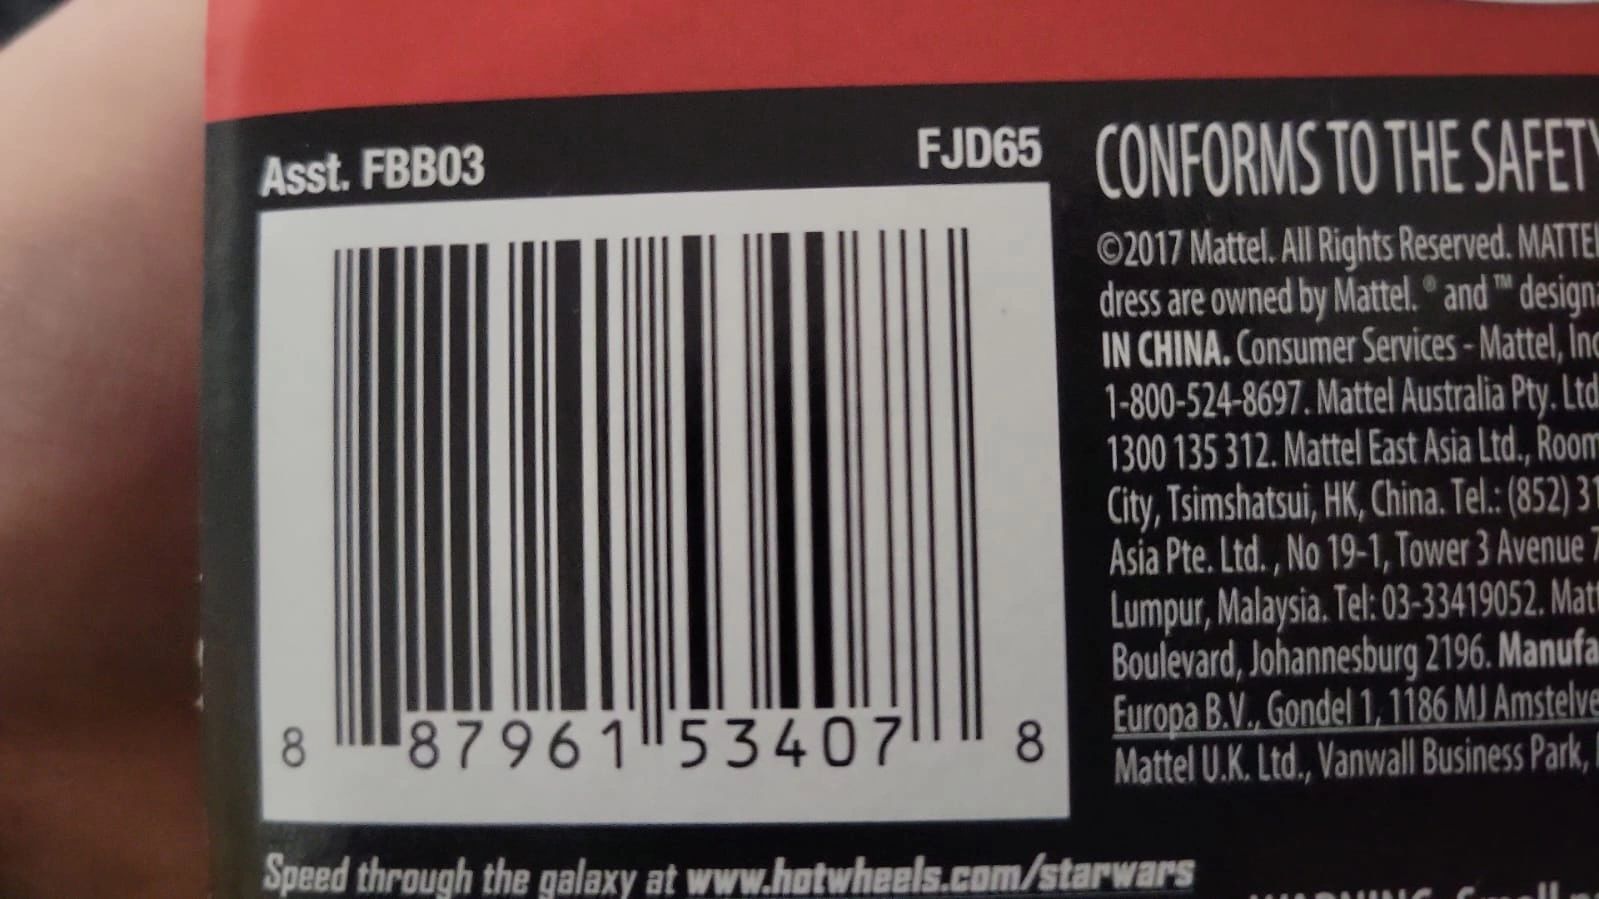 Asst. FBB03
FJD65
8 87961 53407 8
Speed through the galaxy at www.hotwheels.com/starwars
CONFORMS TO THE SAFETY
©2017 Mattel. All Rights Reserved. MATTEL
dress are owned by Mattel. ® and ™ design
IN CHINA. Consumer Services - Mattel, Inc
1-800-524-8697. Mattel Australia Pty. Ltd
1300 135 312. Mattel East Asia Ltd., Room
City, Tsimshatsui, HK, China. Tel.: (852) 31
Asia Pte. Ltd. , No 19-1, Tower 3 Avenue 7
Lumpur, Malaysia. Tel: 03-33419052. Matt
Boulevard, Johannesburg 2196. Manufa
Europa B.V., Gondel 1, 1186 MJ Amstelve
Mattel U.K. Ltd., Vanwall Business Park,
WARNING: Small